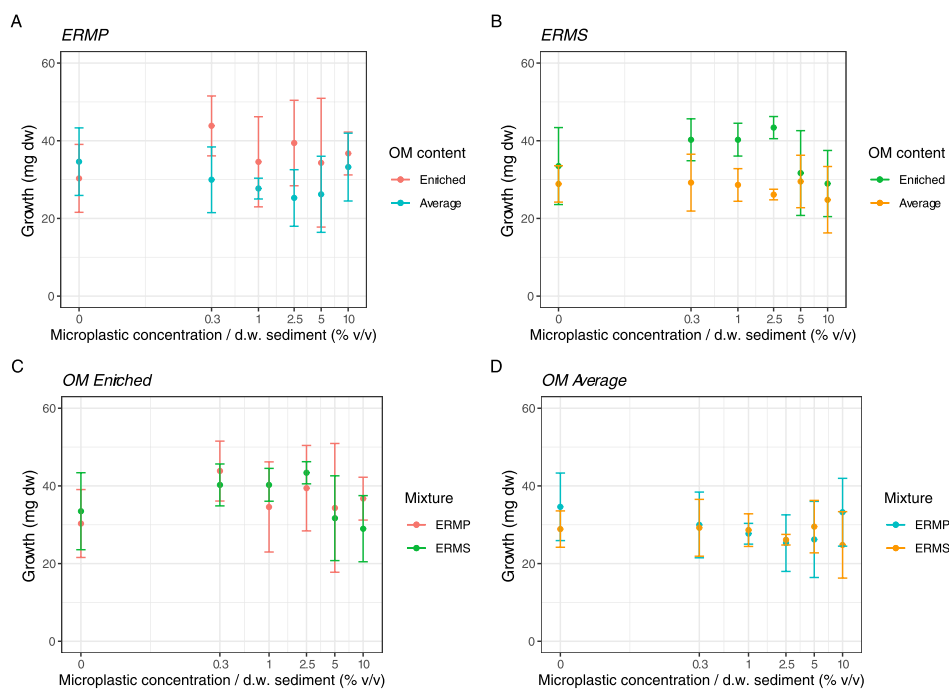 A
ERMP
Growth (mg dw)
60
40
20
0
0
0.3
1
2.5
5
10
Microplastic concentration / d.w. sediment (% v/v)
OM content
Enriched
Average
B
ERMS
Growth (mg dw)
60
40
20
0
0
0.3
1
2.5
5
10
Microplastic concentration / d.w. sediment (% v/v)
OM content
Enriched
Average
C
OM Eniched
Growth (mg dw)
60
40
20
0
0
0.3
1
2.5
5
10
Microplastic concentration / d.w. sediment (% v/v)
Mixture
ERMP
ERMS
D
OM Average
Growth (mg dw)
60
40
20
0
0
0.3
1
2.5
5
10
Microplastic concentration / d.w. sediment (% v/v)
Mixture
ERMP
ERMS